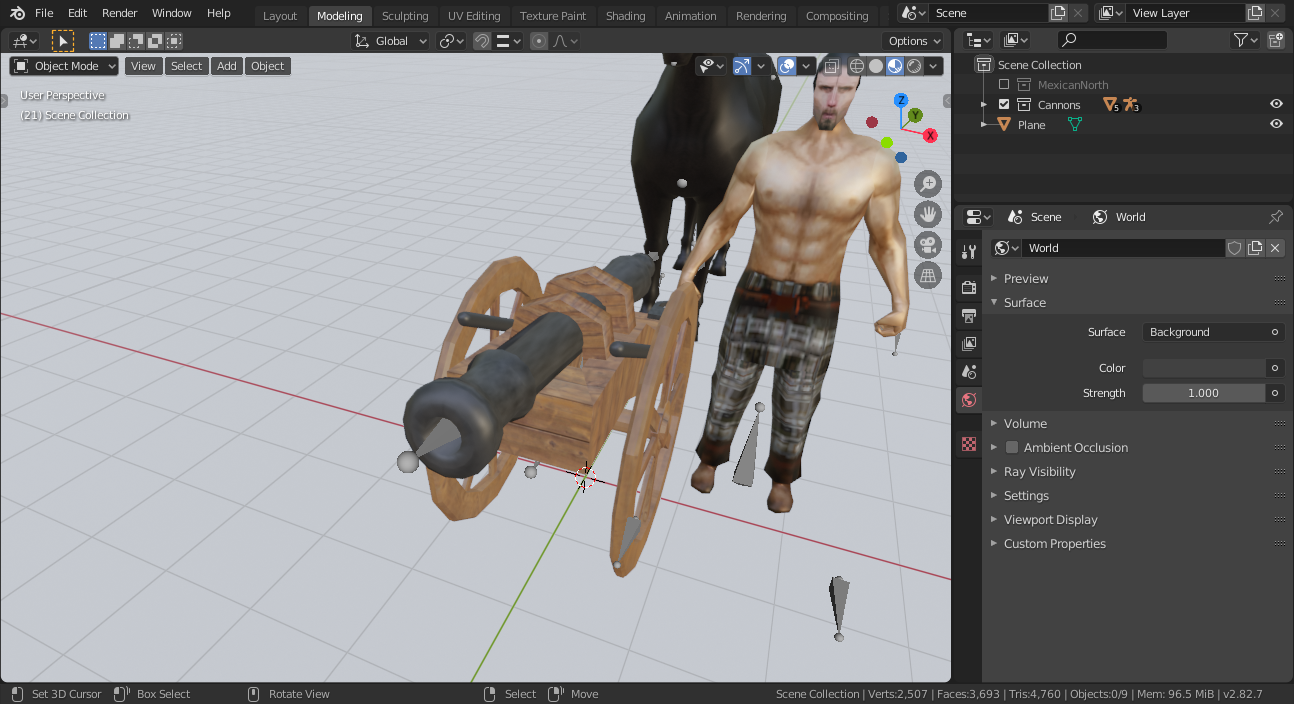 File Edit Render Window Help Layout Modeling Sculpting UV Editing Texture Paint Shading Animation Rendering Compositing Scene View Layer
Global Options
Object Mode View Select Add Object
User Perspective
(21) Scene Collection
Z
Y
X
Scene Collection
MexicanNorth
Cannons 5 3
Plane
Scene World
World
Preview
Surface
Surface Background
Color
Strength 1.000
Volume
Ambient Occlusion
Ray Visibility
Settings
Viewport Display
Custom Properties
Set 3D Cursor Box Select Rotate View Select Move Scene Collection | Verts:2,507 | Faces:3,693 | Tris:4,760 | Objects:0/9 | Mem: 96.5 MiB | v2.82.7